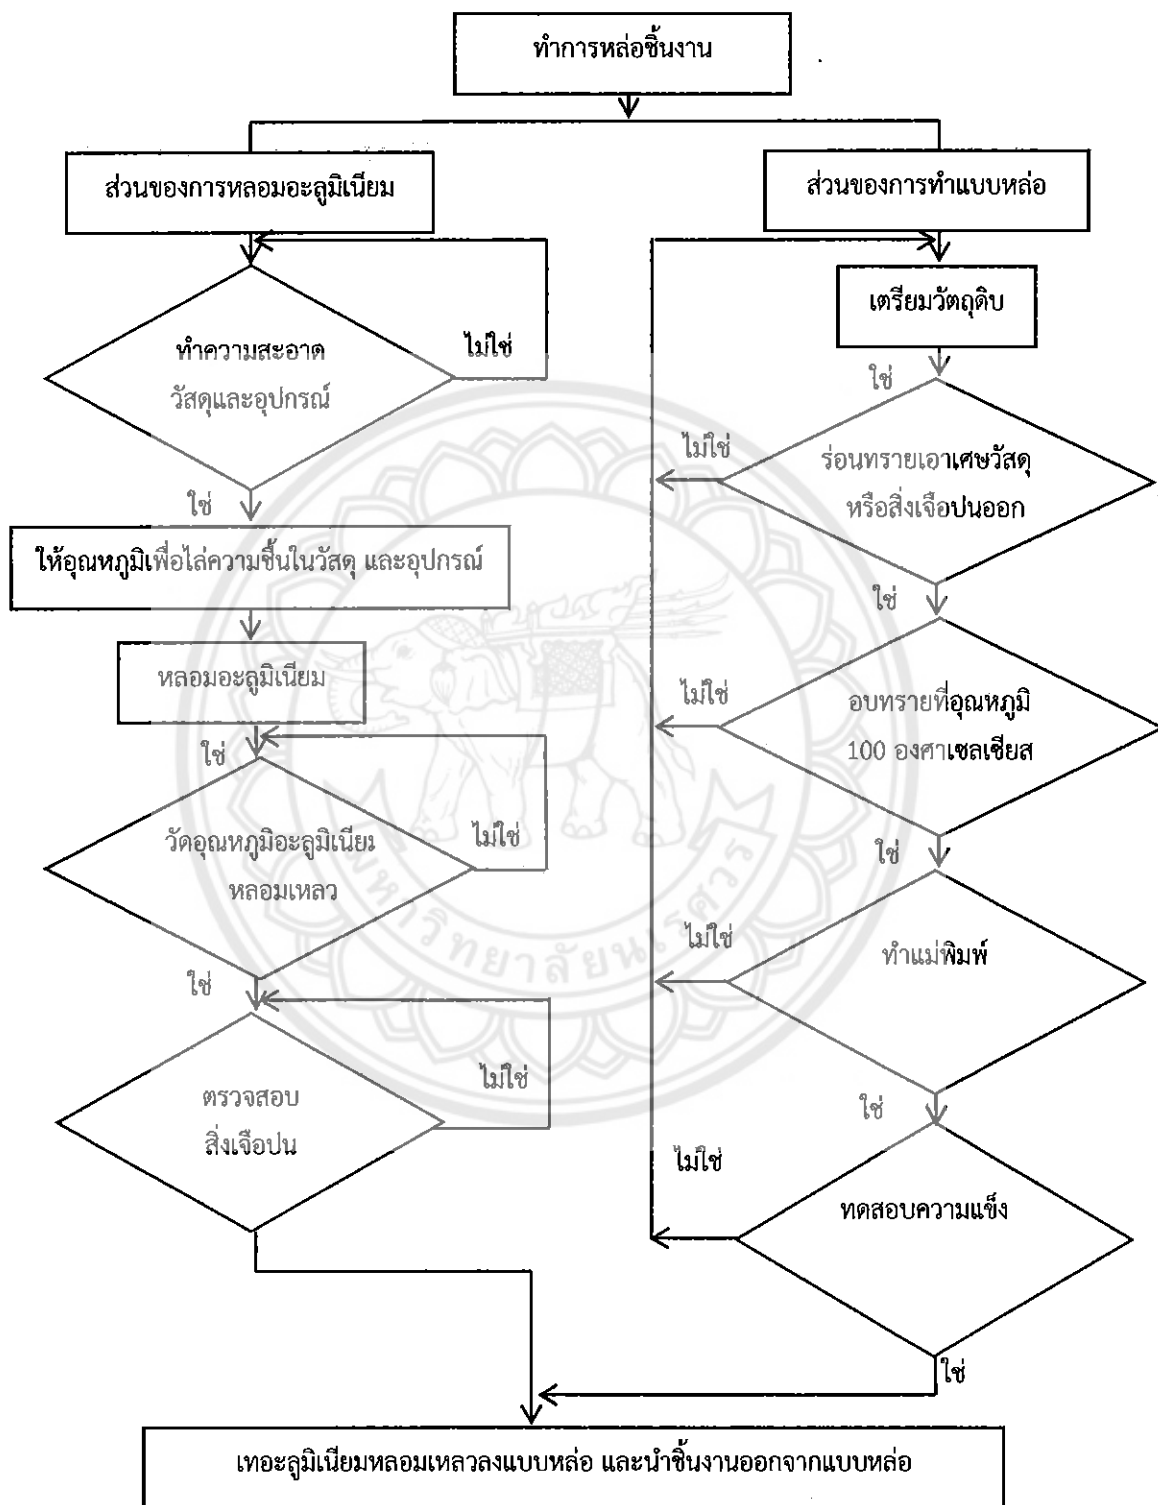 ทำการหล่อชิ้นงาน
ส่วนของการหลอมอะลูมิเนียม
ทำความสะอาด
วัสดุและอุปกรณ์
ไม่ใช่
ใช่
ให้อุณหภูมิเพื่อไล่ความชื้นในวัสดุ และอุปกรณ์
หลอมอะลูมิเนียม
ใช่
วัดอุณหภูมิอะลูมิเนียม
หลอมเหลว
ไม่ใช่
ใช่
ตรวจสอบ
สิ่งเจือปน
ไม่ใช่
ส่วนของการทำแบบหล่อ
เตรียมวัตถุดิบ
ใช่
ร่อนทรายเอาเศษวัสดุ
หรือสิ่งเจือปนออก
ไม่ใช่
ใช่
อบทรายที่อุณหภูมิ
100 องศาเซลเซียส
ไม่ใช่
ใช่
ทำแม่พิมพ์
ไม่ใช่
ใช่
ทดสอบความแข็ง
ไม่ใช่
ใช่
เทอะลูมิเนียมหลอมเหลวลงแบบหล่อ และนำชิ้นงานออกจากแบบหล่อ
มหาวิทยาลัยนเรศวร